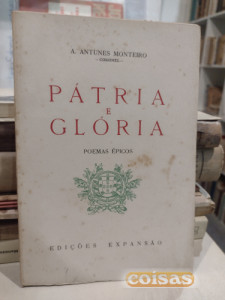 A. ANTUNES MONTEIRO
PÁTRIA
E
GLÓRIA
POEMAS ÉPICOS
EDIÇÕES EXPANSÃO
coisas